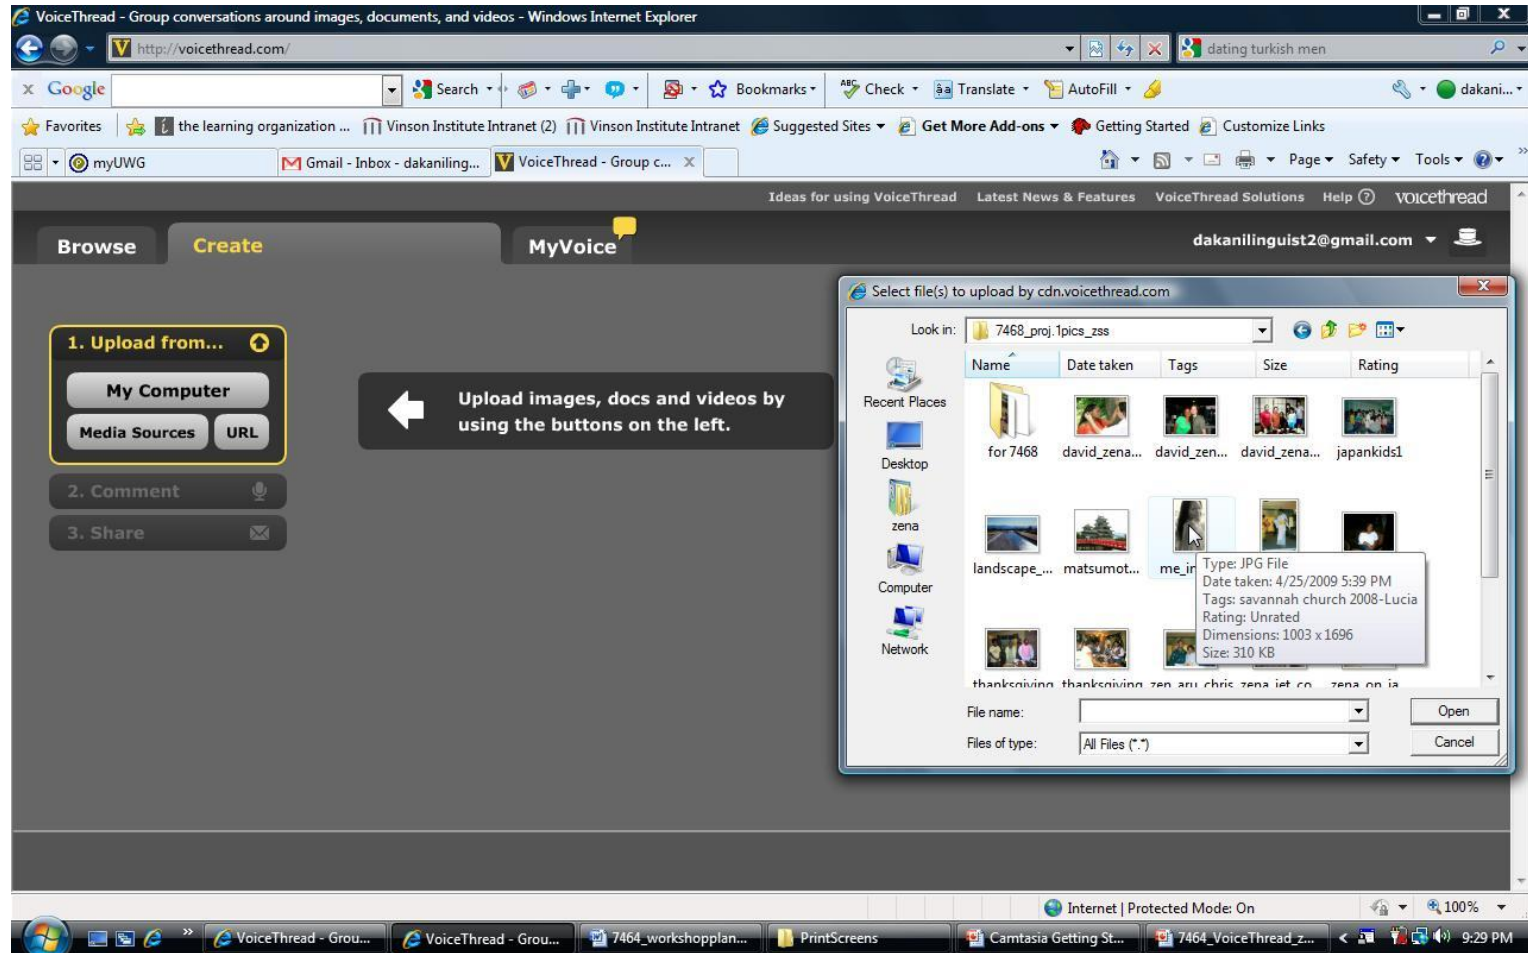 VoiceThread - Group conversations around images, documents, and videos - Windows Internet Explorer
http://voicethread.com/
dating turkish men
x Google
Search
Bookmarks
Check
Translate
AutoFill
dakani...
Favorites
the learning organization ...
Vinson Institute Intranet (2)
Vinson Institute Intranet
Suggested Sites
Get More Add-ons
Getting Started
Customize Links
myUWG
Gmail - Inbox - dakaniling...
VoiceThread - Group c...
Page
Safety
Tools
Ideas for using VoiceThread
Latest News & Features
VoiceThread Solutions
Help
voicethread
Browse
Create
MyVoice
dakanilinguist2@gmail.com
1. Upload from...
My Computer
Media Sources
URL
2. Comment
3. Share
Upload images, docs and videos by
using the buttons on the left.
Select file(s) to upload by cdn.voicethread.com
Look in:
7468_proj.1pics_zss
Recent Places
Desktop
zena
Computer
Network
Name
Date taken
Tags
Size
Rating
for 7468
david_zena...
david_zen...
david_zena...
japankids1
landscape_...
matsumot...
me_in
Type: JPG File
Date taken: 4/25/2009 5:39 PM
Tags: savannah church 2008-Lucia
Rating: Unrated
Dimensions: 1003 x 1696
Size: 310 KB
thanksgiving
thanksgiving
zen_aru_chris
zena_jet_co
zena_on_ja
File name:
Open
Files of type:
All Files (*.*)
Cancel
Internet | Protected Mode: On
100%
VoiceThread - Grou...
VoiceThread - Grou...
7464_workshopplan...
PrintScreens
Camtasia Getting St...
7464_VoiceThread_z...
9:29 PM